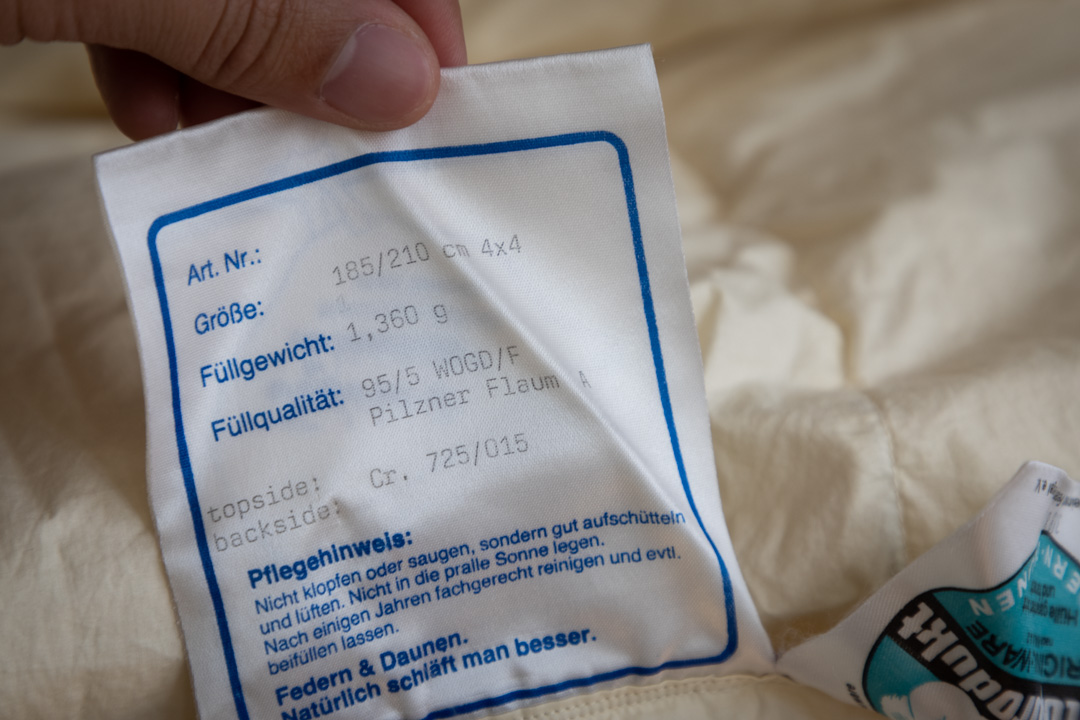 Art. Nr.:
185/210 cm 4x4
Größe:
Füllgewicht: 1,360 g
Füllqualität: 95/5 WOGD/F
Pilzner Flaum A
topside: Cr. 725/015
backside:
Pflegehinweis:
Nicht klopfen oder saugen, sondern gut aufschütteln
und lüften. Nicht in die pralle Sonne legen.
Nach einigen Jahren fachgerecht reinigen und evtl.
beifüllen lassen.
Federn & Daunen.
Natürlich schläft man besser.